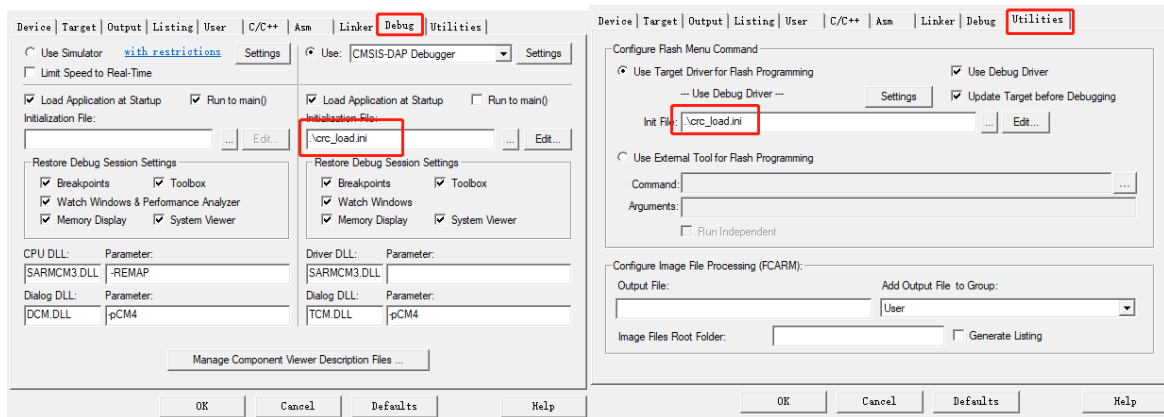 Device Target Output Listing User C/C++ Asm Linker Debug Utilities
Use Simulator with restrictions Settings
Limit Speed to Real-Time
Load Application at Startup Run to main()
Initialization File:
... Edit...
Restore Debug Session Settings
Breakpoints Toolbox
Watch Windows & Performance Analyzer
Memory Display System Viewer
CPU DLL: Parameter:
SARMCM3.DLL -REMAP
Dialog DLL: Parameter:
DCM.DLL -pCM4
Use: CMSIS-DAP Debugger Settings
Load Application at Startup Run to main()
Initialization File:
.\crc_load.ini ... Edit...
Restore Debug Session Settings
Breakpoints Toolbox
Watch Windows
Memory Display System Viewer
Driver DLL: Parameter:
SARMCM3.DLL
Dialog DLL: Parameter:
TCM.DLL -pCM4
Manage Component Viewer Description Files ...
OK Cancel Defaults Help
Device Target Output Listing User C/C++ Asm Linker Debug Utilities
Configure Flash Menu Command
Use Target Driver for Flash Programming Use Debug Driver
--- Use Debug Driver --- Settings Update Target before Debugging
Init File: .\crc_load.ini ... Edit...
Use External Tool for Flash Programming
Command: ...
Arguments:
Run Independent
Configure Image File Processing (FCARM):
Output File: Add Output File to Group:
User
Image Files Root Folder: Generate Listing
OK Cancel Defaults Help